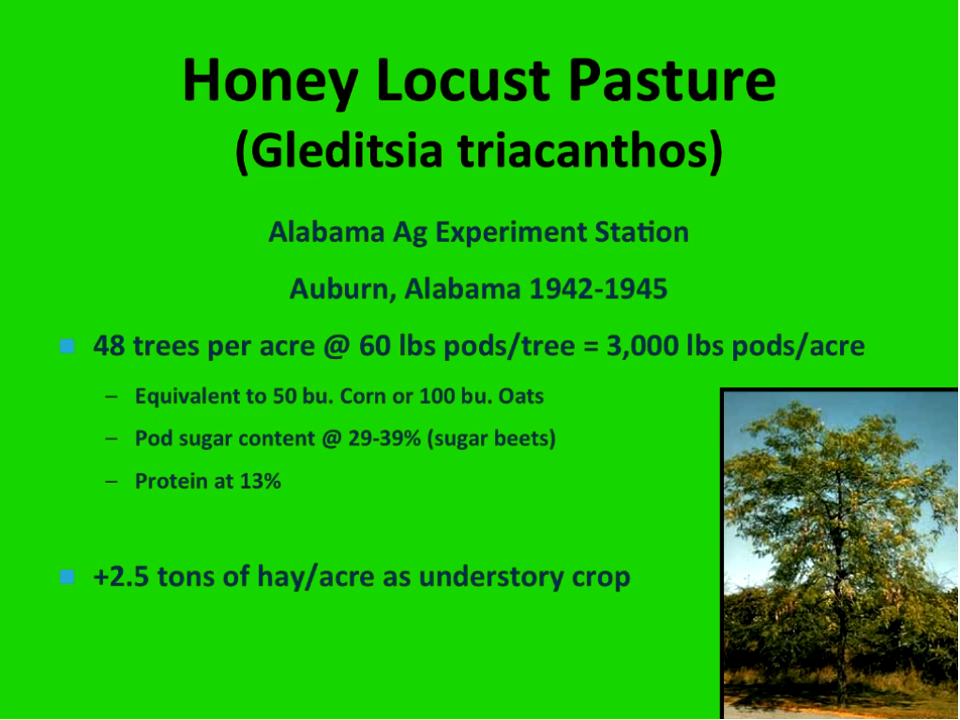 Honey Locust Pasture
(Gleditsia triacanthos)
Alabama Ag Experiment Station
Auburn, Alabama 1942-1945
■ 48 trees per acre @ 60 lbs pods/tree = 3,000 lbs pods/acre
– Equivalent to 50 bu. Corn or 100 bu. Oats
– Pod sugar content @ 29-39% (sugar beets)
– Protein at 13%
■ +2.5 tons of hay/acre as understory crop